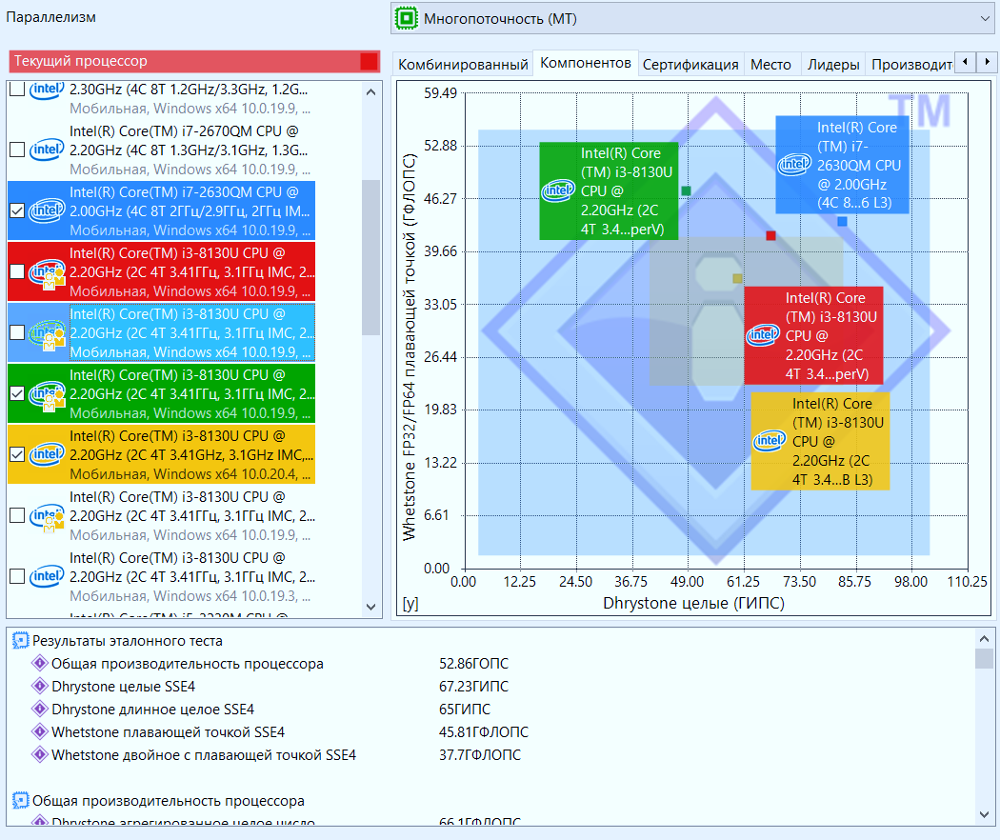 Параллелизм
Многопоточность (MT)
Текущий процессор
2.30GHz (4C 8T 1.2GHz/3.3GHz, 1.2G...
Мобильная, Windows x64 10.0.19.9, ...
Intel(R) Core(TM) i7-2670QM CPU @
2.20GHz (4C 8T 1.3GHz/3.1GHz, 1.3G...
Мобильная, Windows x64 10.0.19.9, ...
Intel(R) Core(TM) i7-2630QM CPU @
2.00GHz (4C 8T 2ГГц/2.9ГГц, 2ГГц IM...
Мобильная, Windows x64 10.0.19.9, ...
Intel(R) Core(TM) i3-8130U CPU @
2.20GHz (2C 4T 3.41ГГц, 3.1ГГц IMC, 2...
Мобильная, Windows x64 10.0.19.9, ...
Intel(R) Core(TM) i3-8130U CPU @
2.20GHz (2C 4T 3.41ГГц, 3.1ГГц IMC, 2...
Мобильная, Windows x64 10.0.19.9, ...
Intel(R) Core(TM) i3-8130U CPU @
2.20GHz (2C 4T 3.41ГГц, 3.1ГГц IMC, 2...
Мобильная, Windows x64 10.0.19.9, ...
Intel(R) Core(TM) i3-8130U CPU @
2.20GHz (2C 4T 3.41GHz, 3.1GHz IMC,...
Мобильная, Windows x64 10.0.20.4, ...
Intel(R) Core(TM) i3-8130U CPU @
2.20GHz (2C 4T 3.41ГГц, 3.1ГГц IMC, 2...
Мобильная, Windows x64 10.0.19.9, ...
Intel(R) Core(TM) i3-8130U CPU @
2.20GHz (2C 4T 3.41ГГц, 3.1ГГц IMC, 2...
Мобильная, Windows x64 10.0.19.3, ...
Комбинированный Компонентов Сертификация Место Лидеры Производит
59.49
52.88
46.27
39.66
33.05
26.44
19.83
13.22
6.61
0.00
Whetstone FP32/FP64 плавающей точкой (ГФЛОПС)
TM
intel
Intel(R) Core
(TM) i3-8130U
CPU @
2.20GHz (2C
4T 3.4...perV)
intel
Intel(R) Core
(TM) i7-
2630QM CPU
@ 2.00GHz
(4C 8...6 L3)
intel
Intel(R) Core
(TM) i3-8130U
CPU @
2.20GHz (2C
4T 3.4...perV)
intel
Intel(R) Core
(TM) i3-8130U
CPU @
2.20GHz (2C
4T 3.4...B L3)
0.00 12.25 24.50 36.75 49.00 61.25 73.50 85.75 98.00 110.25
[y] Dhrystone целые (ГИПС)
Результаты эталонного теста
Общая производительность процессора 52.86ГОПС
Dhrystone целые SSE4 67.23ГИПС
Dhrystone длинное целое SSE4 65ГИПС
Whetstone плавающей точкой SSE4 45.81ГФЛОПС
Whetstone двойное с плавающей точкой SSE4 37.7ГФЛОПС
Общая производительность процессора
Dhrystone агрегированное целое число 66.1ГФЛОПС